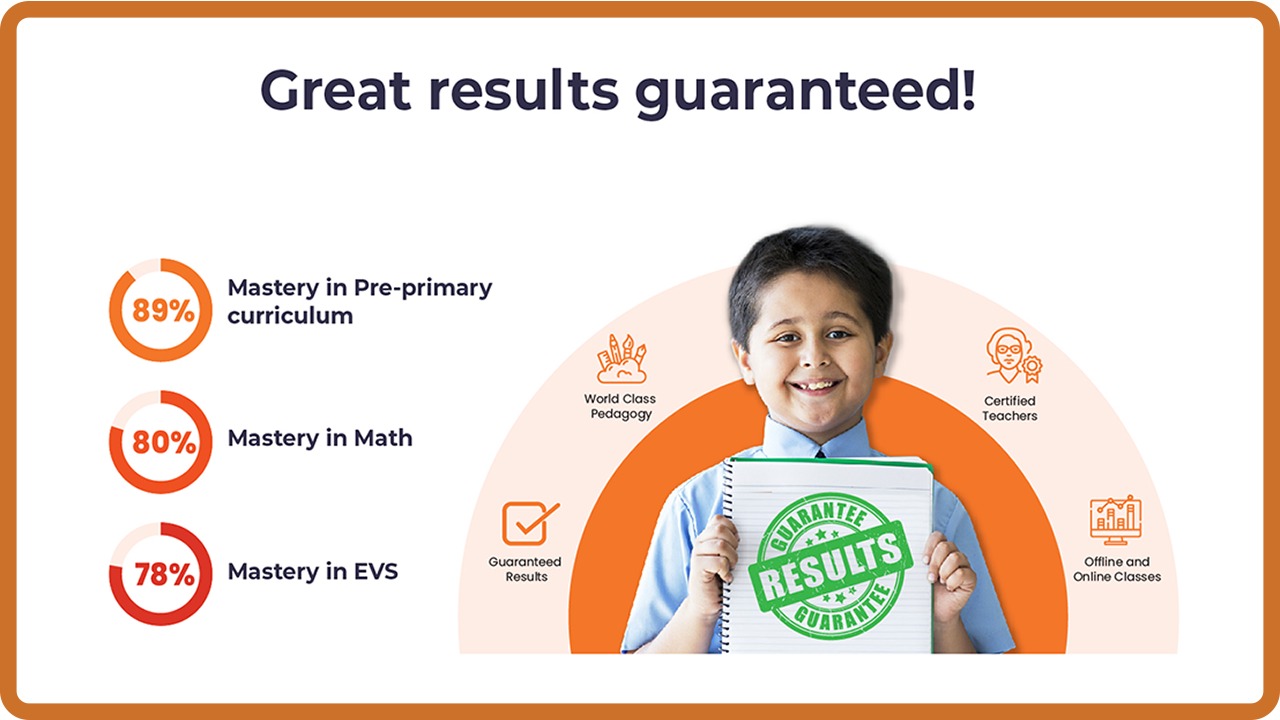 Great results guaranteed!
89%
Mastery in Pre-primary
curriculum
80%
Mastery in Math
78%
Mastery in EVS
World Class
Pedagogy
Certified
Teachers
Guaranteed
Results
Offline and
Online Classes
GUARANTEE
RESULTS
GUARANTEE